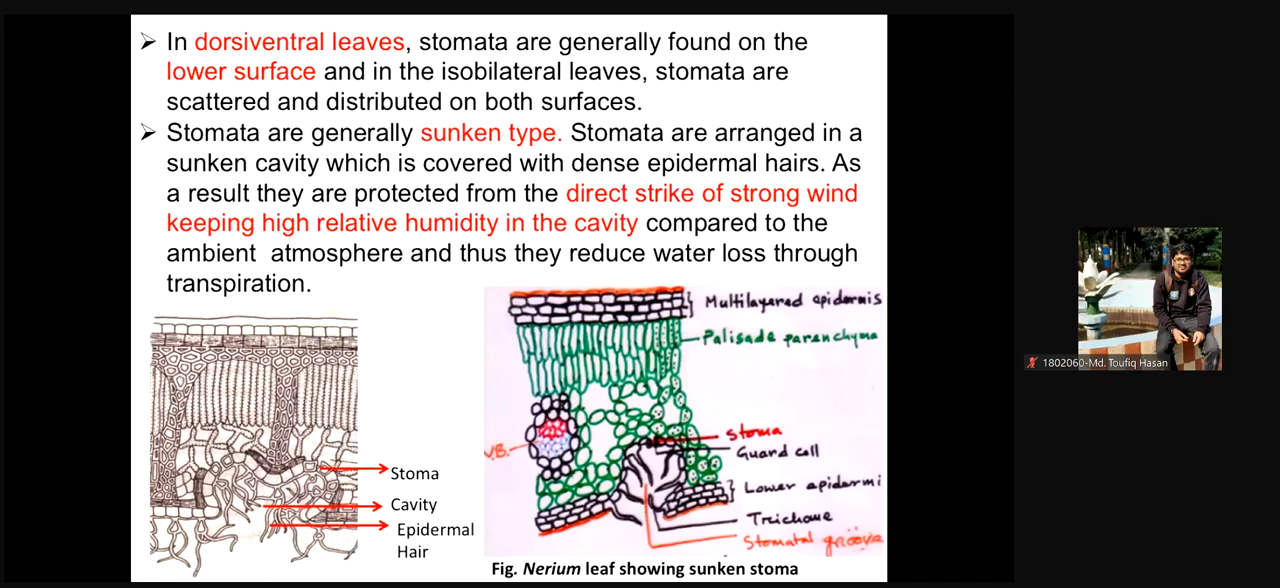 ➢ In dorsiventral leaves, stomata are generally found on the
lower surface and in the isobilateral leaves, stomata are
scattered and distributed on both surfaces.
➢ Stomata are generally sunken type. Stomata are arranged in a
sunken cavity which is covered with dense epidermal hairs. As
a result they are protected from the direct strike of strong wind
keeping high relative humidity in the cavity compared to the
ambient atmosphere and thus they reduce water loss through
transpiration.
Stoma
Cavity
Epidermal
Hair
Multilayered epidermis
Palisade paranchyma
V.B.
Stoma
Guard cell
Lower epidermi
Trichome
Stomatal groove
Fig. Nerium leaf showing sunken stoma
1802060-Md. Toufiq Hasan